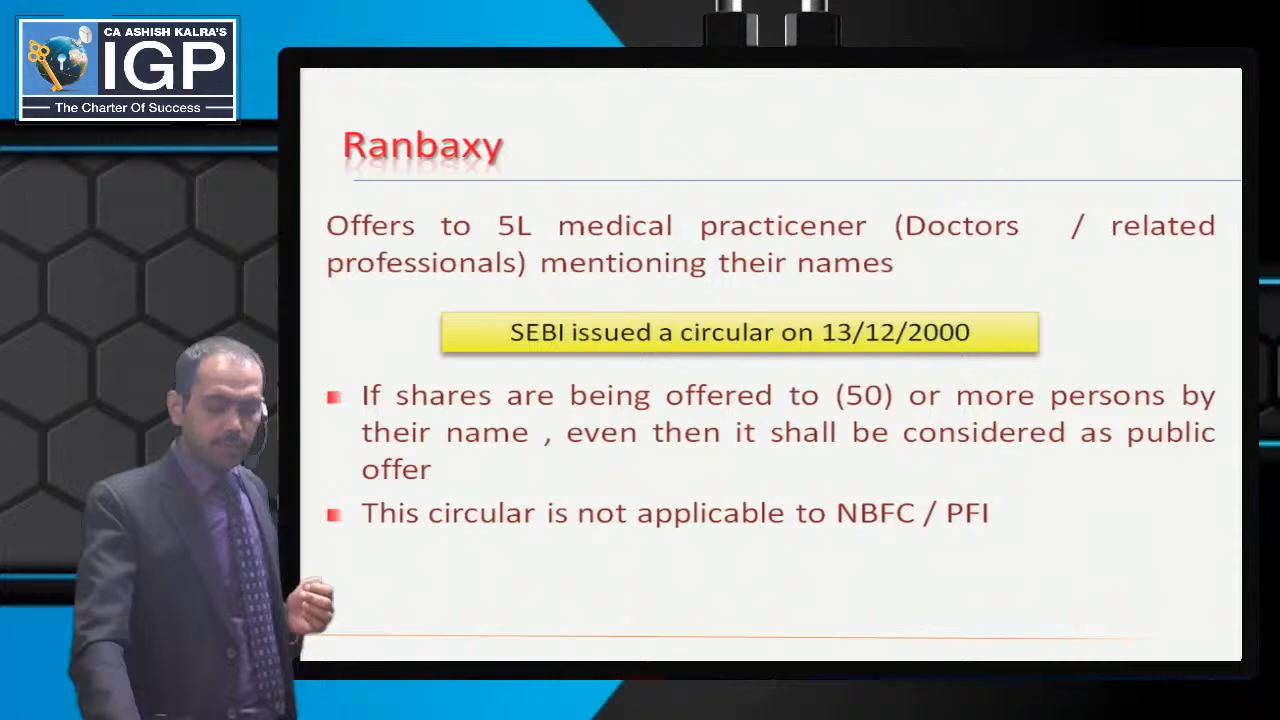 CA ASHISH KALRA'S
IGP
The Charter Of Success
Ranbaxy
Offers to 5L medical practicener (Doctors / related
professionals) mentioning their names
SEBI issued a circular on 13/12/2000
If shares are being offered to (50) or more persons by
their name , even then it shall be considered as public
offer
This circular is not applicable to NBFC / PFI